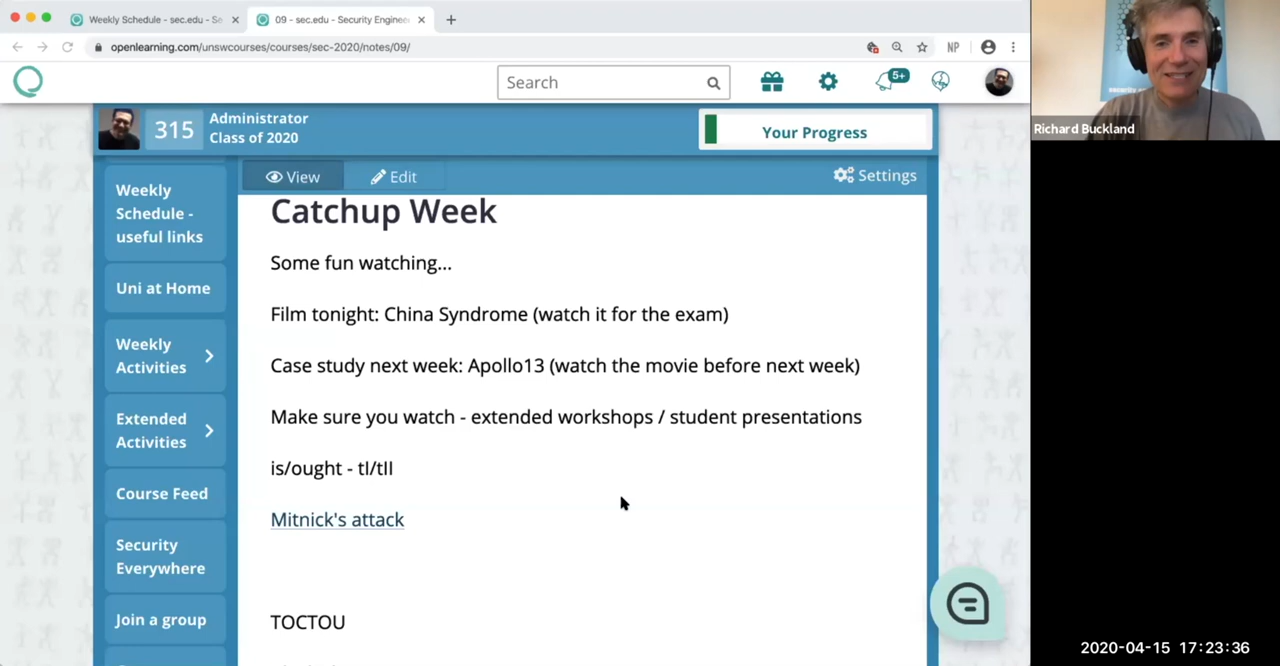 Weekly Schedule - sec.edu - Se
09 - sec.edu - Security Enginee
openlearning.com/unswcourses/courses/sec-2020/notes/09/
NP
Search
5+
315
Administrator
Class of 2020
Your Progress
View
Edit
Settings
Weekly
Schedule -
useful links
Uni at Home
Weekly
Activities
Extended
Activities
Course Feed
Security
Everywhere
Join a group
Catchup Week
Some fun watching...
Film tonight: China Syndrome (watch it for the exam)
Case study next week: Apollo13 (watch the movie before next week)
Make sure you watch - extended workshops / student presentations
is/ought - tl/tll
Mitnick's attack
TOCTOU
Richard Buckland
2020-04-15 17:23:36